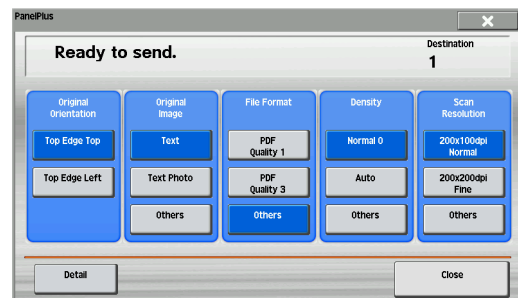 PanelPlus
Ready to send.
Destination
1
Original
Orientation
Top Edge Top
Top Edge Left
Original
Image
Text
Text Photo
Others
File Format
PDF
Quality 1
PDF
Quality 3
Others
Density
Normal 0
Auto
Others
Scan
Resolution
200x100dpi
Normal
200x200dpi
Fine
Others
Detail
Close